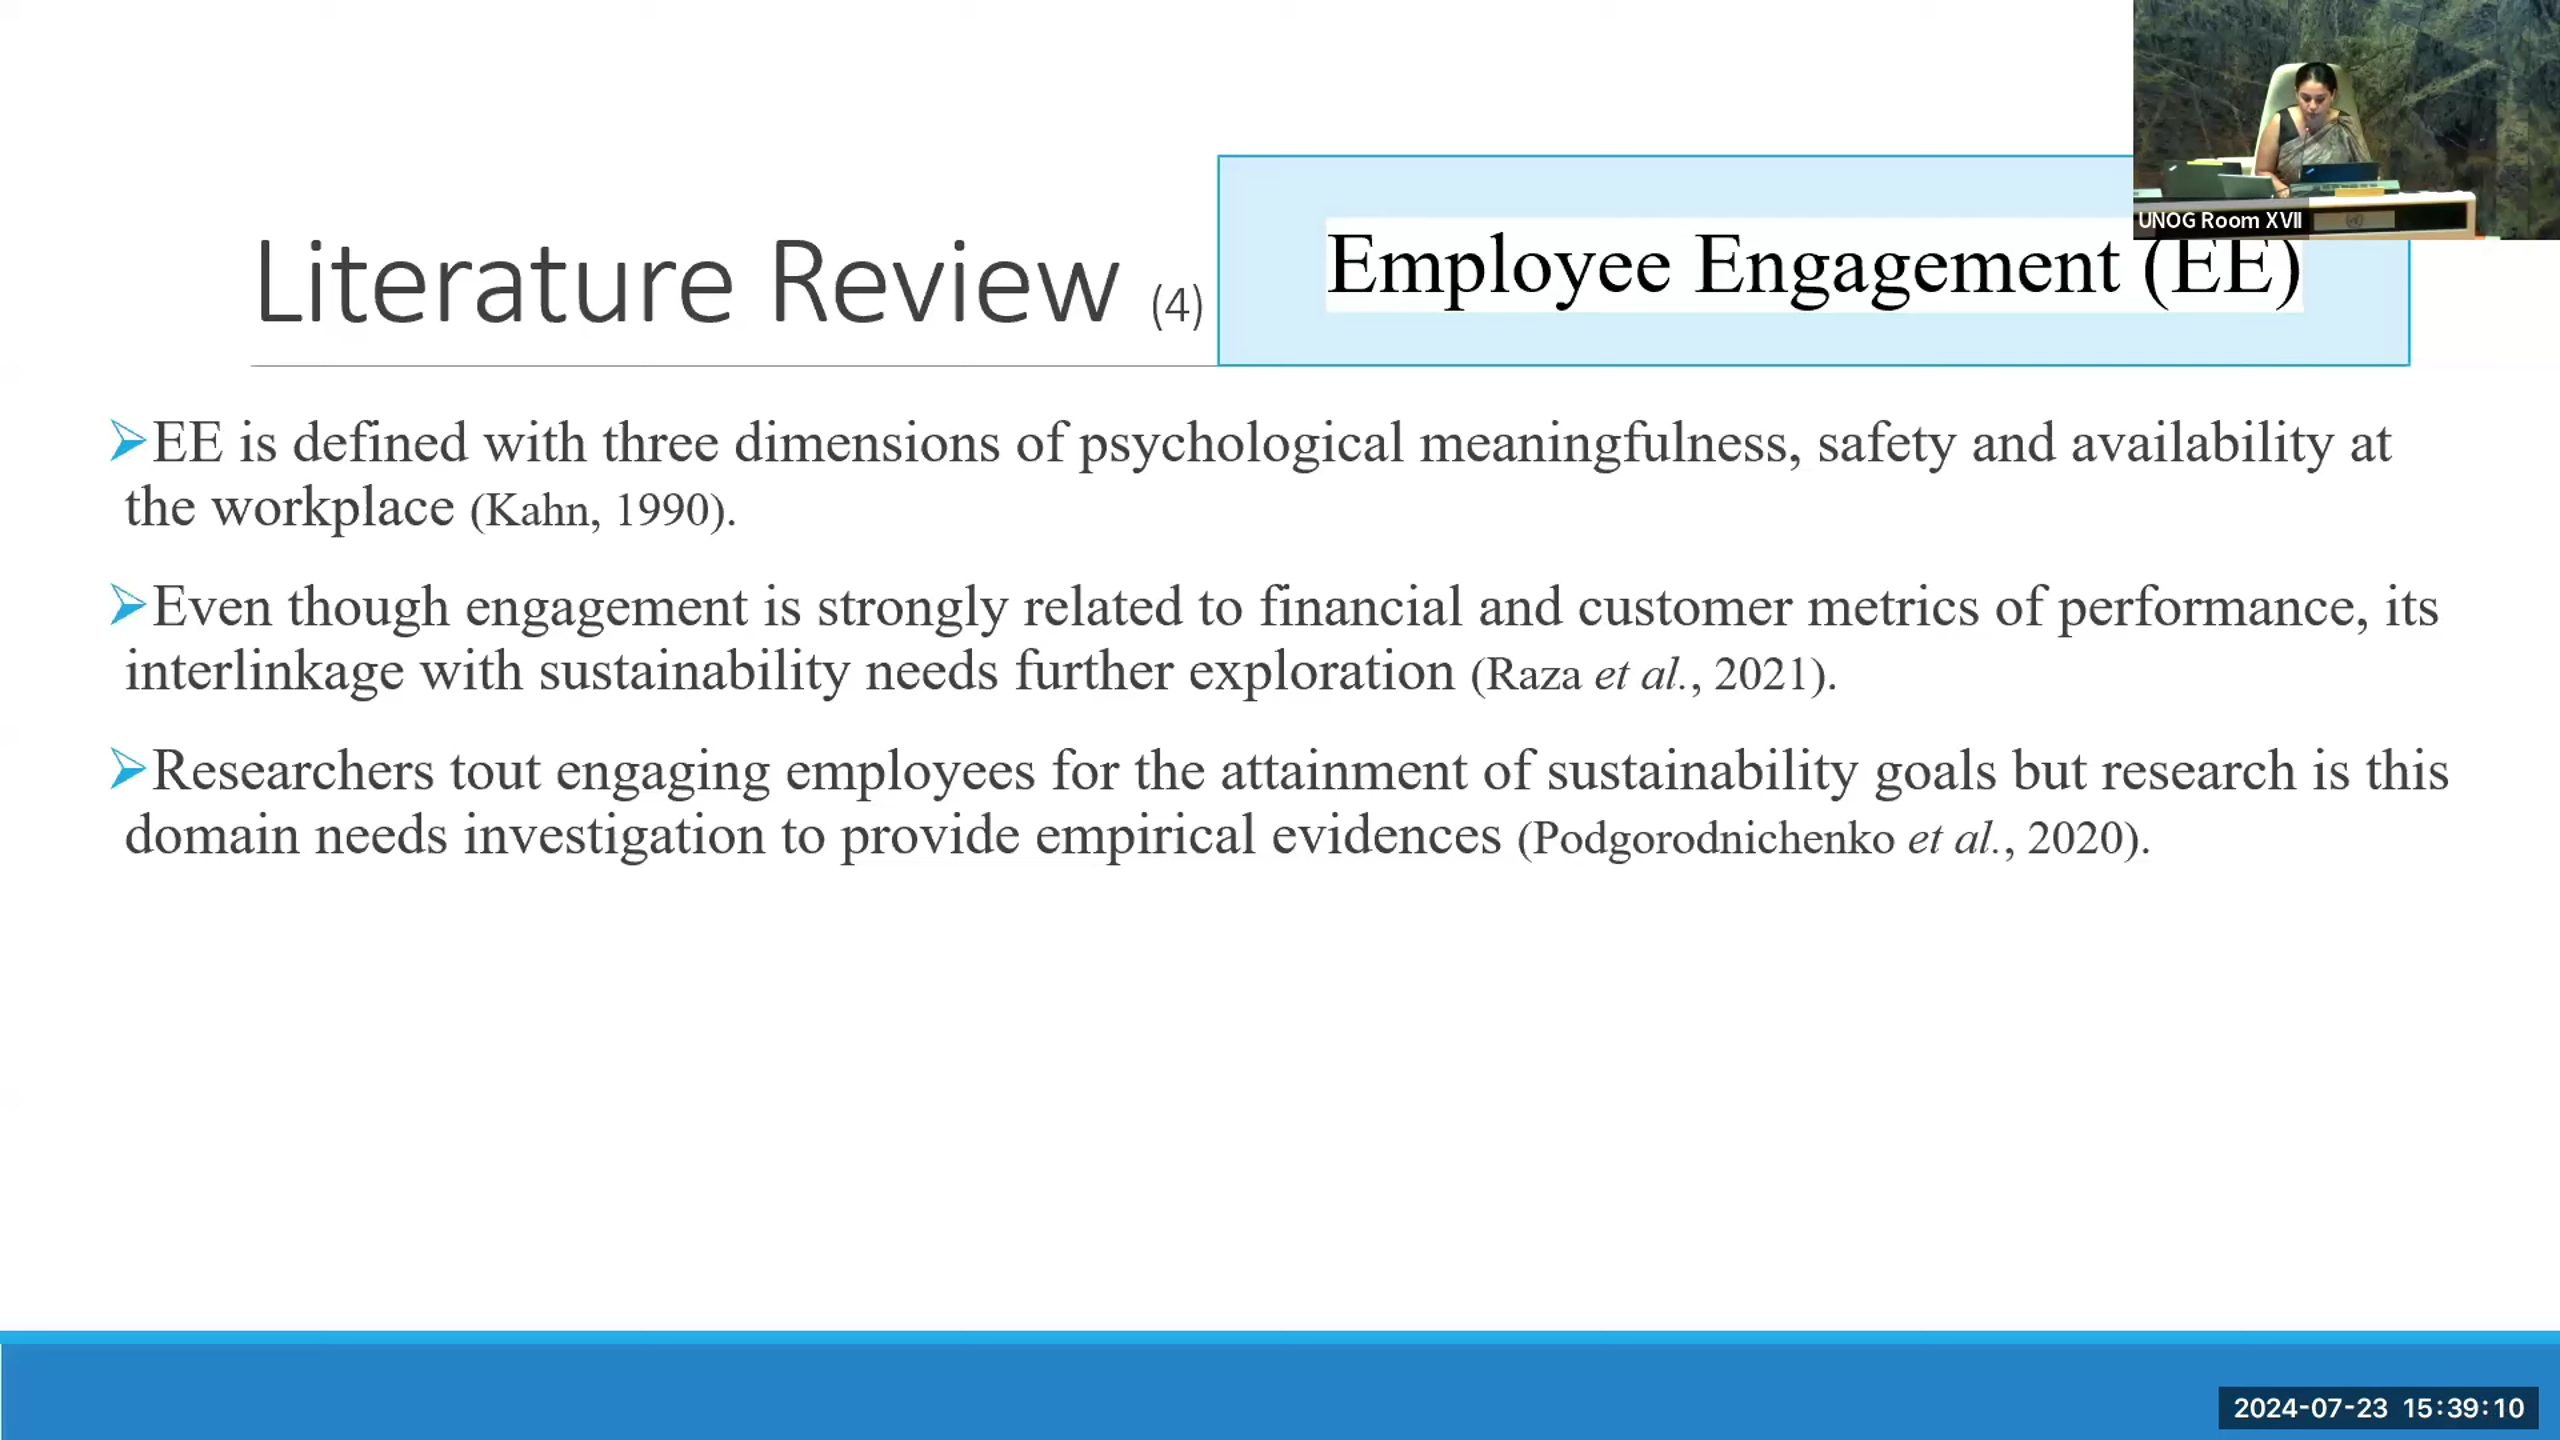 UNOG Room XVII
Literature Review (4)
Employee Engagement (EE)
➢EE is defined with three dimensions of psychological meaningfulness, safety and availability at
the workplace (Kahn, 1990).
➢Even though engagement is strongly related to financial and customer metrics of performance, its
interlinkage with sustainability needs further exploration (Raza et al., 2021).
➢Researchers tout engaging employees for the attainment of sustainability goals but research is this
domain needs investigation to provide empirical evidences (Podgorodnichenko et al., 2020).
2024-07-23 15:39:10